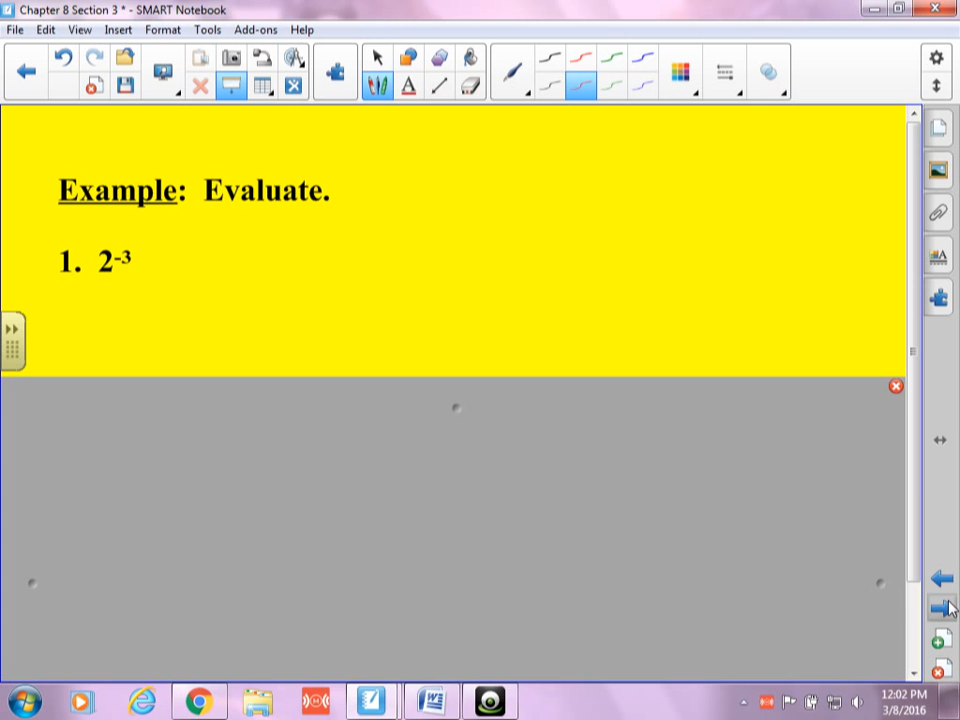 Chapter 8 Section 3 * - SMART Notebook
File Edit View Insert Format Tools Add-ons Help
Example: Evaluate.
1. 2⁻³
12:02 PM
3/8/2016